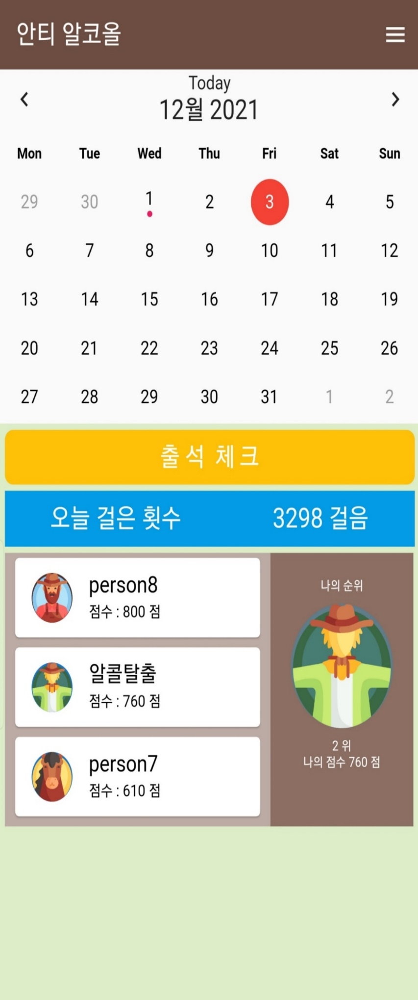 안티 알코올
Today
12월 2021
Mon Tue Wed Thu Fri Sat Sun
29 30 1 2 3 4 5
6 7 8 9 10 11 12
13 14 15 16 17 18 19
20 21 22 23 24 25 26
27 28 29 30 31 1 2
출석 체크
오늘 걸은 횟수 3298 걸음
person8
점수 : 800 점
알콜탈출
점수 : 760 점
person7
점수 : 610 점
나의 순위
2 위
나의 점수 760 점